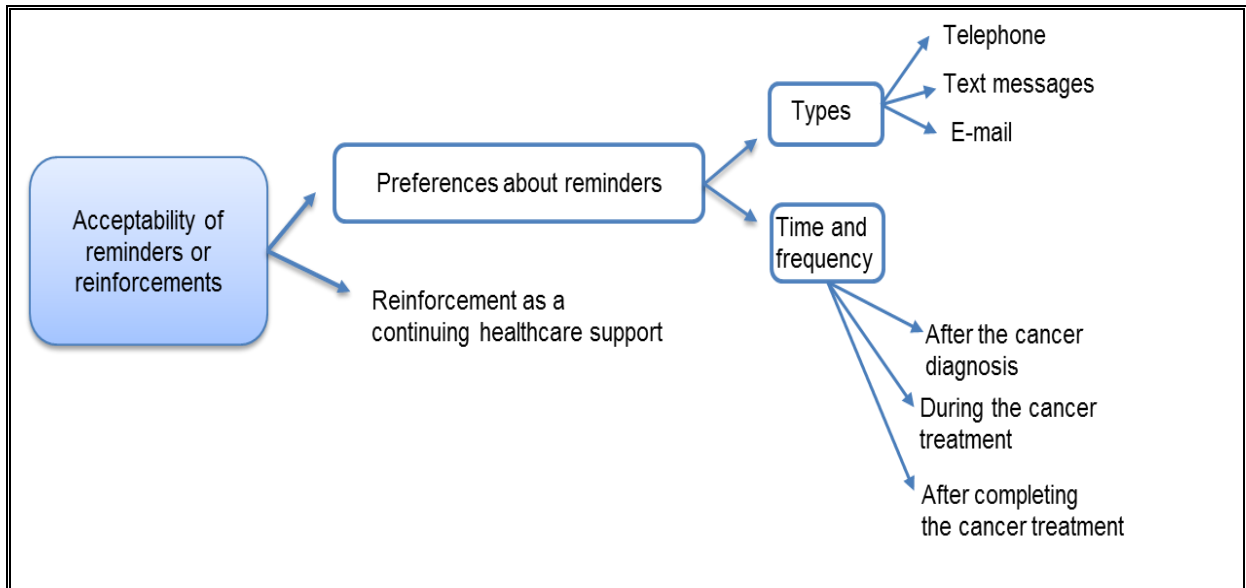 Acceptability of
reminders or
reinforcements
Preferences about reminders
Reinforcement as a
continuing healthcare support
Types
Telephone
Text messages
E-mail
Time and
frequency
After the cancer
diagnosis
During the cancer
treatment
After completing
the cancer treatment